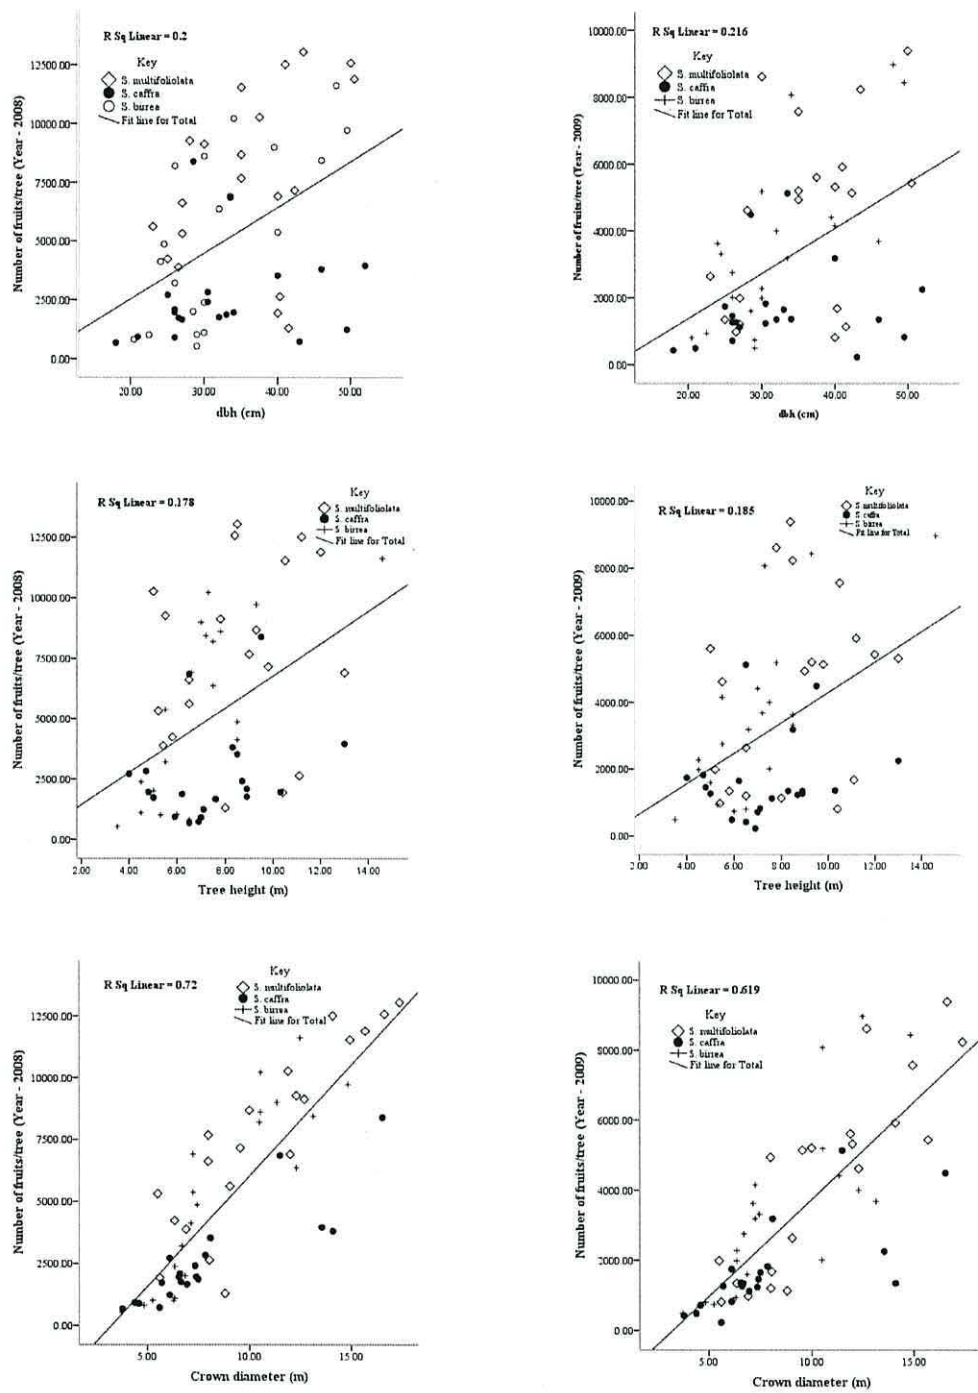 R Sq Linear = 0.2
Key
S. multifoliolata
S. caffra
S. birrea
Fit line for Total
Number of fruits/tree (Year - 2008)
12500.00
10000.00
7500.00
5000.00
2500.00
0.00
20.00 30.00 40.00 50.00
dbh (cm)
R Sq Linear = 0.216
Key
S. multifoliolata
S. caffra
S. birrea
Fit line for Total
Number of fruits/tree (Year - 2009)
10000.00
8000.00
6000.00
4000.00
2000.00
0.00
20.00 30.00 40.00 50.00
dbh (cm)
R Sq Linear = 0.178
Key
S. multifoliolata
S. caffra
S. birrea
Fit line for Total
Number of fruits/tree (Year - 2008)
12500.00
10000.00
7500.00
5000.00
2500.00
0.00
2.00 4.00 6.00 8.00 10.00 12.00 14.00
Tree height (m)
R Sq Linear = 0.185
Key
S. multifoliolata
S. caffra
S. birrea
Fit line for Total
Number of fruits/tree (Year - 2009)
10000.00
8000.00
6000.00
4000.00
2000.00
0.00
2.00 4.00 6.00 8.00 10.00 12.00 14.00
Tree height (m)
R Sq Linear = 0.72
Key
S. multifoliolata
S. caffra
S. birrea
Fit line for Total
Number of fruits/tree (Year - 2008)
12500.00
10000.00
7500.00
5000.00
2500.00
0.00
5.00 10.00 15.00
Crown diameter (m)
R Sq Linear = 0.619
Key
S. multifoliolata
S. caffra
S. birrea
Fit line for Total
Number of fruits/tree (Year - 2009)
10000.00
8000.00
6000.00
4000.00
2000.00
0.00
5.00 10.00 15.00
Crown diameter (m)